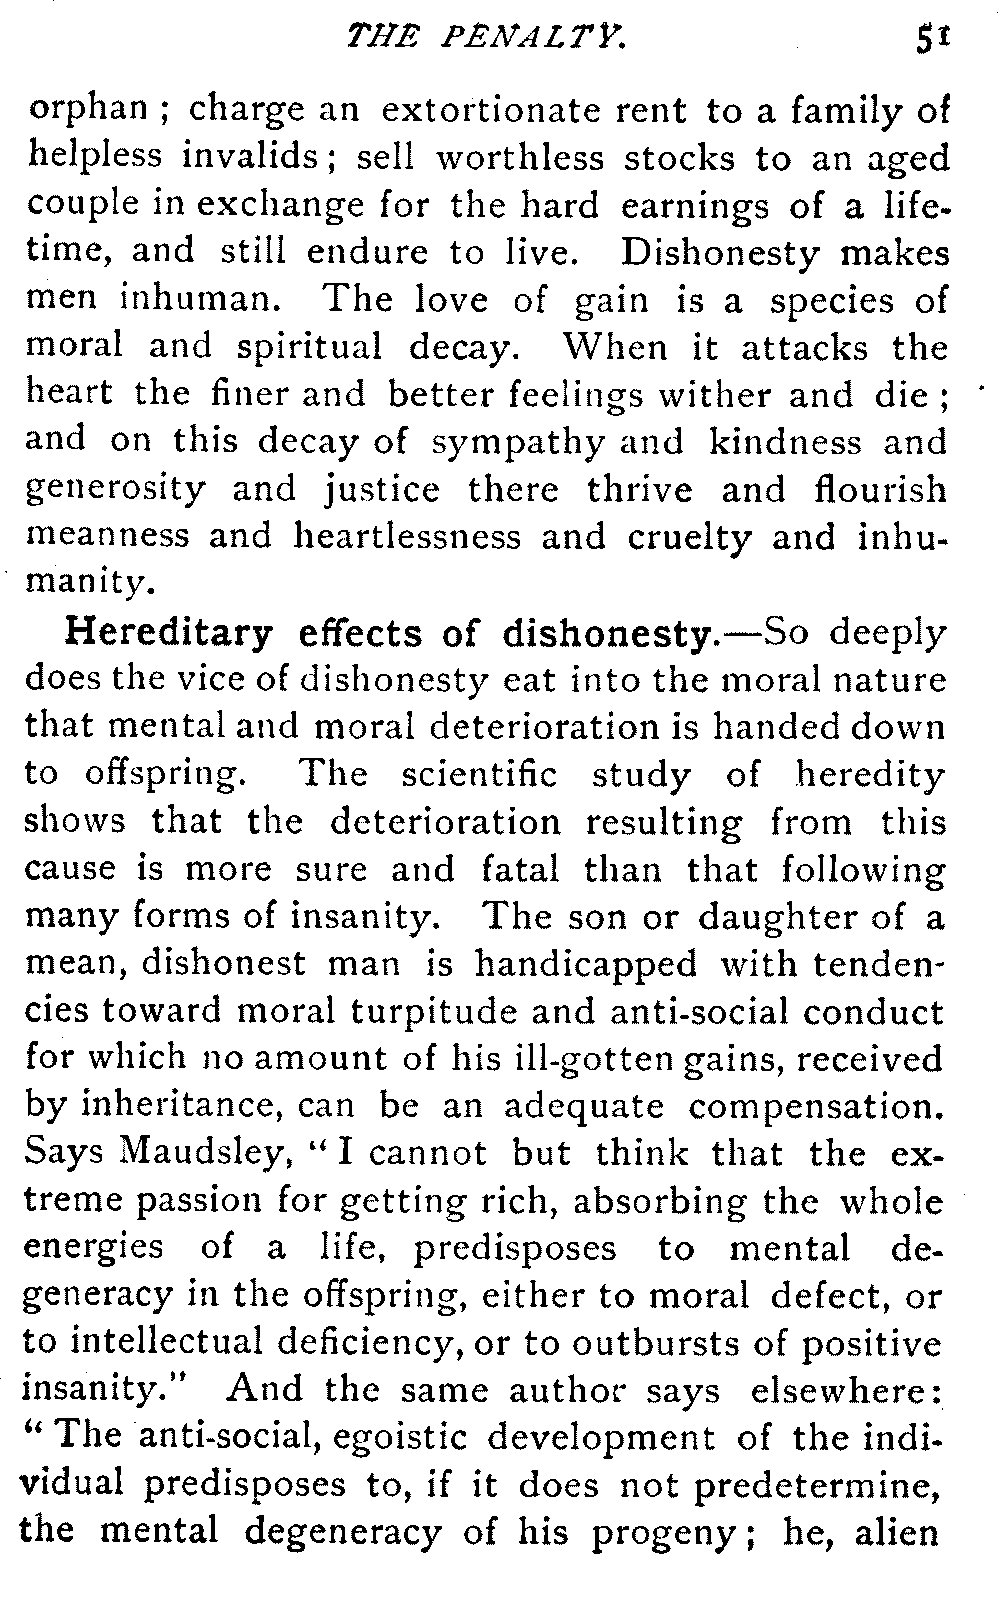 THE PENALTY. 51
orphan ; charge an extortionate rent to a family of
helpless invalids ; sell worthless stocks to an aged
couple in exchange for the hard earnings of a life-
time, and still endure to live. Dishonesty makes
men inhuman. The love of gain is a species of
moral and spiritual decay. When it attacks the
heart the finer and better feelings wither and die ;
and on this decay of sympathy and kindness and
generosity and justice there thrive and flourish
meanness and heartlessness and cruelty and inhu-
manity.
Hereditary effects of dishonesty.—So deeply
does the vice of dishonesty eat into the moral nature
that mental and moral deterioration is handed down
to offspring. The scientific study of heredity
shows that the deterioration resulting from this
cause is more sure and fatal than that following
many forms of insanity. The son or daughter of a
mean, dishonest man is handicapped with tenden-
cies toward moral turpitude and anti-social conduct
for which no amount of his ill-gotten gains, received
by inheritance, can be an adequate compensation.
Says Maudsley, “ I cannot but think that the ex-
treme passion for getting rich, absorbing the whole
energies of a life, predisposes to mental de-
generacy in the offspring, either to moral defect, or
to intellectual deficiency, or to outbursts of positive
insanity.” And the same author says elsewhere:
“ The anti-social, egoistic development of the indi-
vidual predisposes to, if it does not predetermine,
the mental degeneracy of his progeny ; he, alien